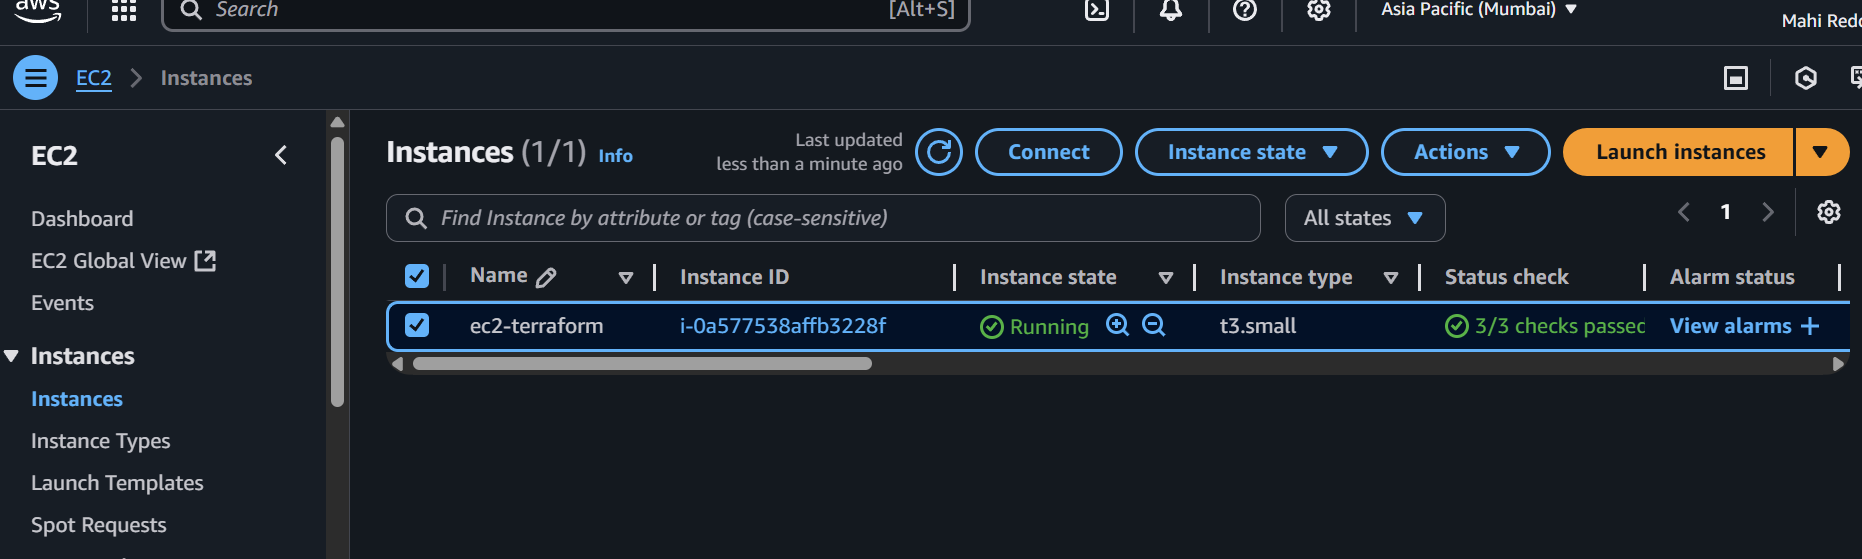 aws
Search
[Alt+S]
Asia Pacific (Mumbai)
EC2
Instances
EC2
Dashboard
EC2 Global View
Events
Instances
Instances
Instance Types
Launch Templates
Spot Requests
Instances (1/1) Info
Last updated
less than a minute ago
Connect
Instance state
Actions
Launch instances
Find Instance by attribute or tag (case-sensitive)
All states
1
Name
Instance ID
Instance state
Instance type
Status check
Alarm status
ec2-terraform
i-0a577538affb3228f
Running
t3.small
3/3 checks passed
View alarms
Mahi